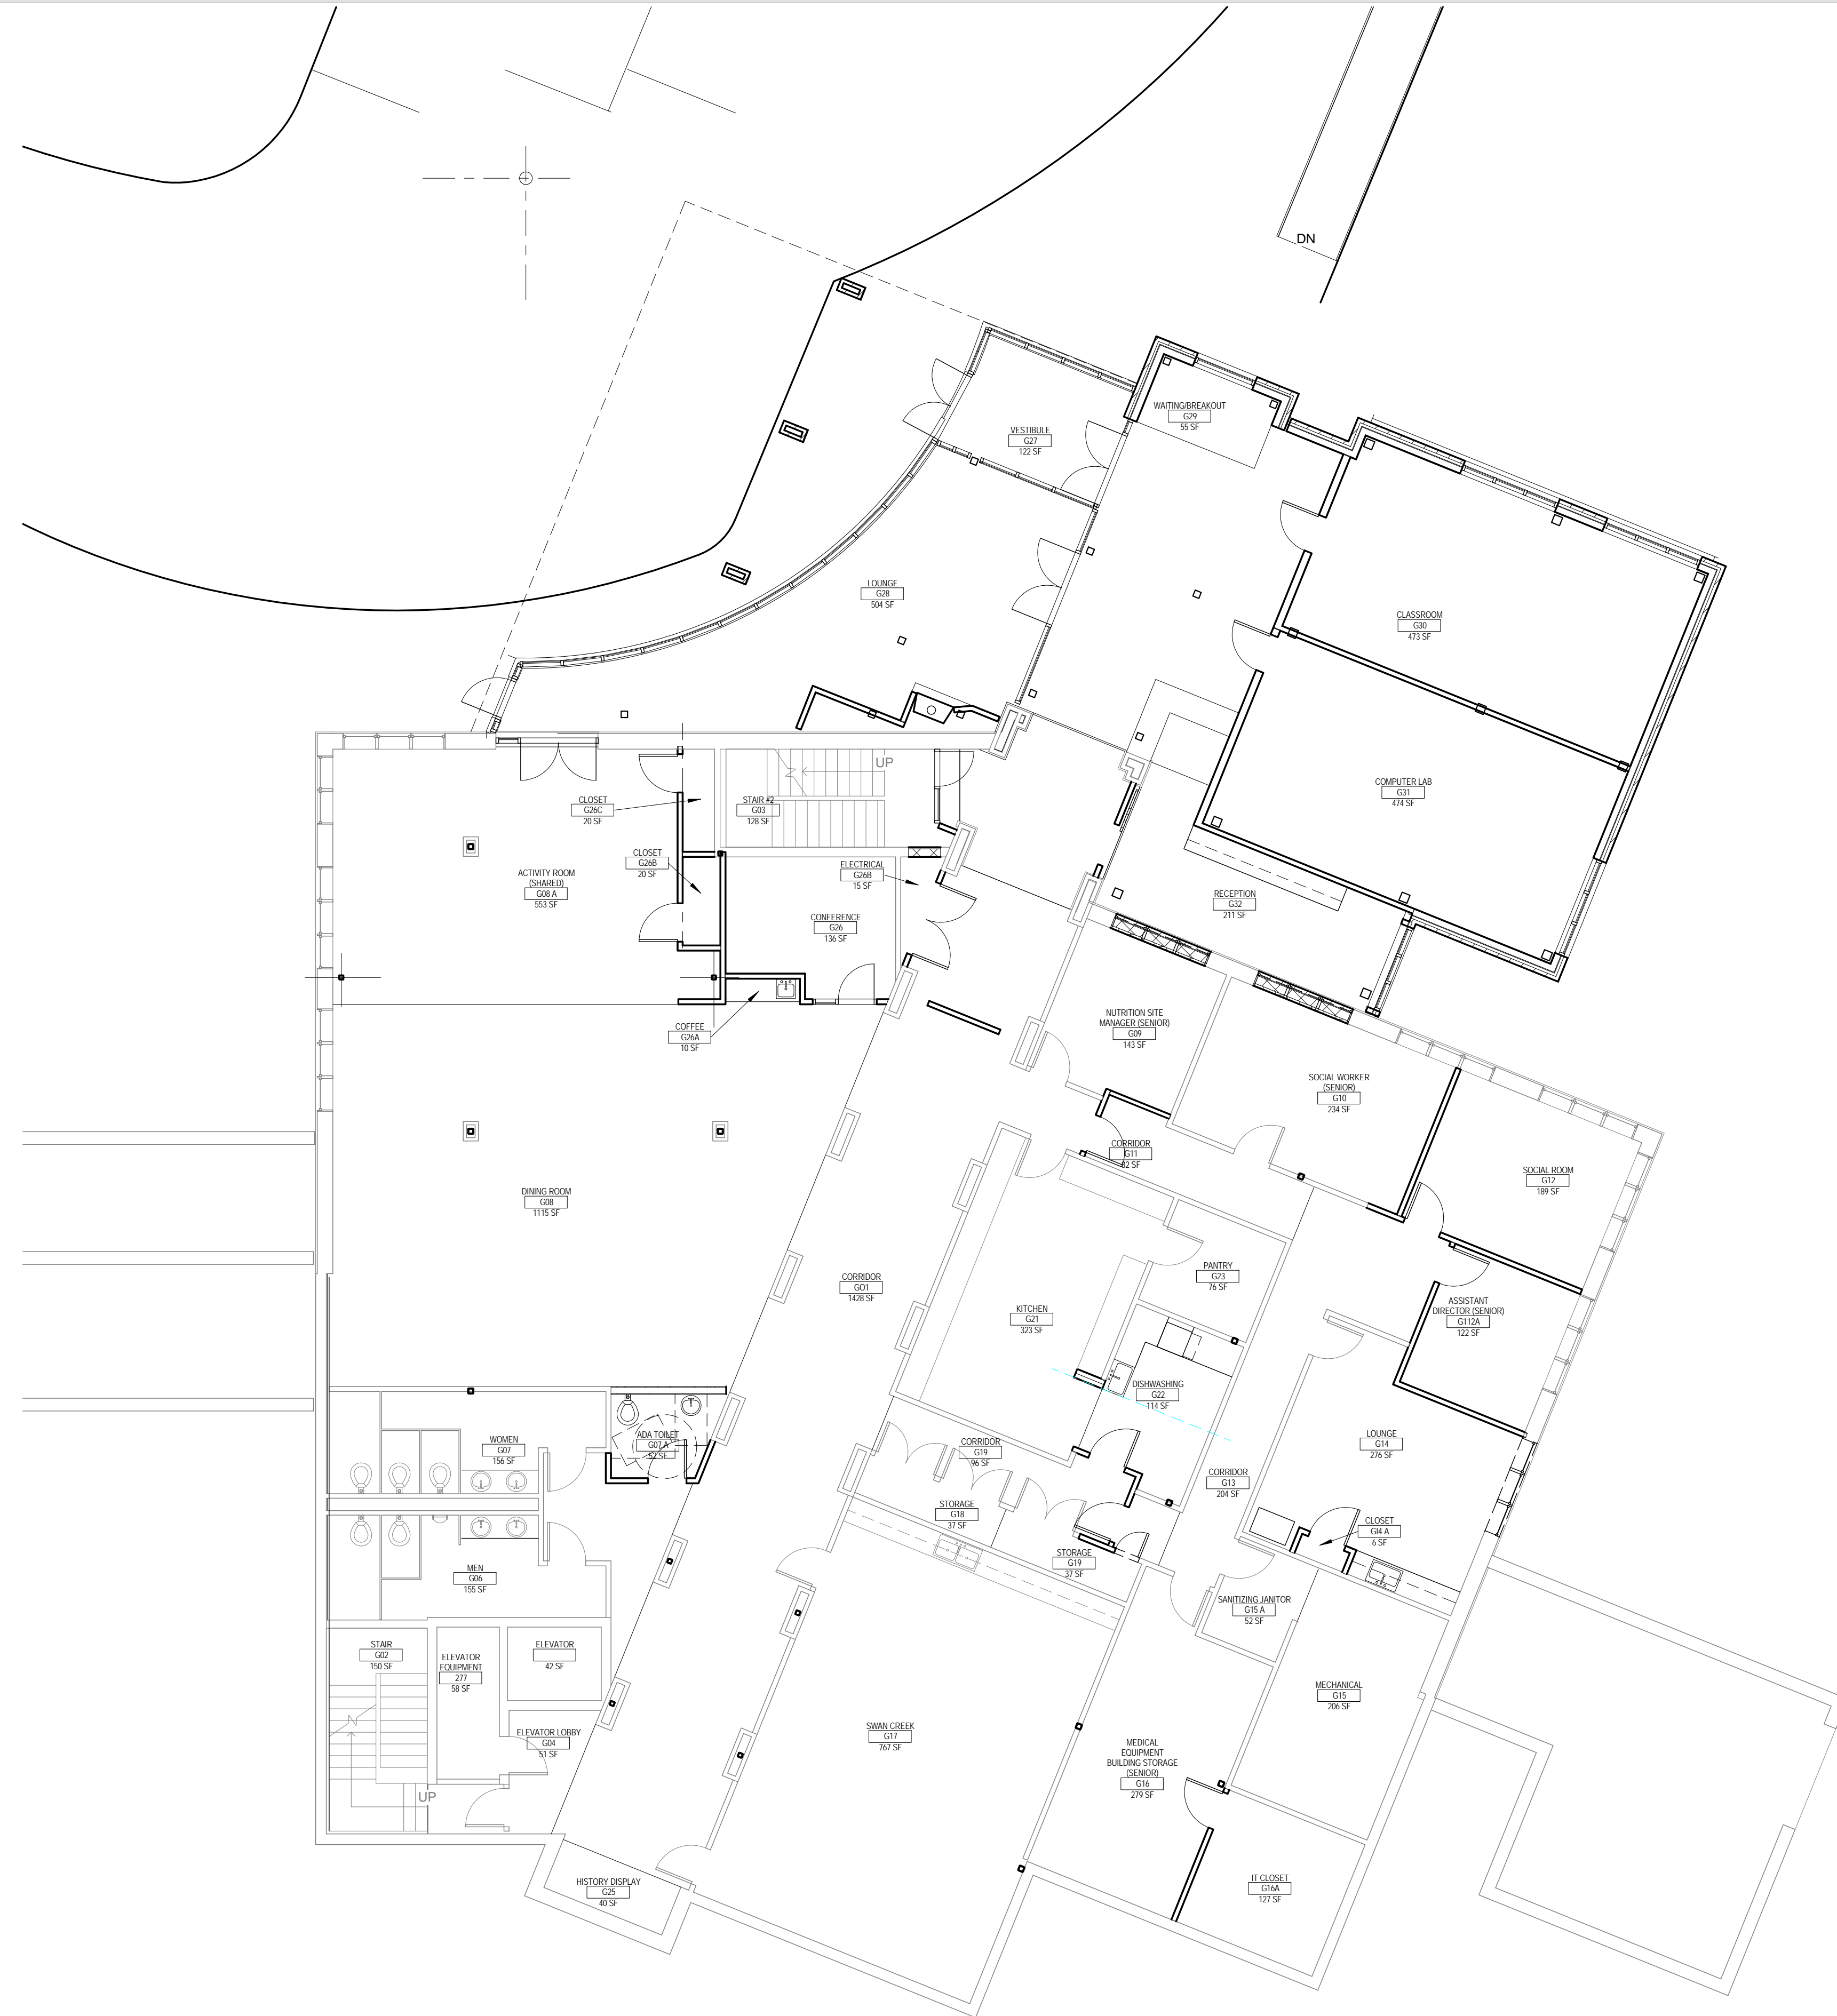 DN
WAITING/BREAKOUT
G29
55 SF
VESTIBULE
G27
122 SF
LOUNGE
G28
504 SF
CLASSROOM
G30
473 SF
COMPUTER LAB
G31
474 SF
UP
CLOSET
G26C
20 SF
STAIR #2
G03
128 SF
CLOSET
G26B
20 SF
ELECTRICAL
G26B
15 SF
ACTIVITY ROOM
(SHARED)
G08 A
553 SF
RECEPTION
G32
211 SF
CONFERENCE
G26
136 SF
COFFEE
G26A
10 SF
NUTRITION SITE
MANAGER (SENIOR)
G09
143 SF
SOCIAL WORKER
(SENIOR)
G10
234 SF
CORRIDOR
G11
82 SF
SOCIAL ROOM
G12
189 SF
DINING ROOM
G08
1115 SF
CORRIDOR
GO1
1428 SF
PANTRY
G23
76 SF
KITCHEN
G21
323 SF
ASSISTANT
DIRECTOR (SENIOR)
G112A
122 SF
DISHWASHING
G22
114 SF
WOMEN
G07
156 SF
ADA TOILET
G07 A
52 SF
CORRIDOR
G19
96 SF
LOUNGE
G14
276 SF
CORRIDOR
G13
204 SF
STORAGE
G18
37 SF
CLOSET
GI4 A
6 SF
STORAGE
G19
37 SF
MEN
G06
155 SF
SANITIZING JANITOR
G15 A
52 SF
STAIR
G02
150 SF
ELEVATOR
EQUIPMENT
277
58 SF
ELEVATOR
42 SF
MECHANICAL
G15
206 SF
ELEVATOR LOBBY
G04
51 SF
SWAN CREEK
G17
767 SF
MEDICAL
EQUIPMENT
BUILDING STORAGE
(SENIOR)
G16
279 SF
UP
HISTORY DISPLAY
G25
40 SF
IT CLOSET
G16A
127 SF